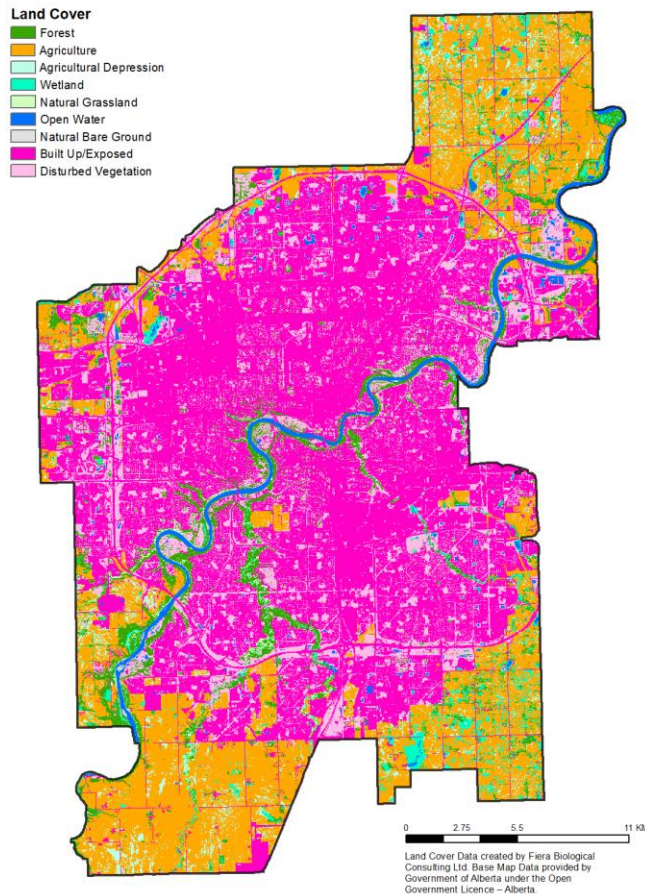 Land Cover
Forest
Agriculture
Agricultural Depression
Wetland
Natural Grassland
Open Water
Natural Bare Ground
Built Up/Exposed
Disturbed Vegetation
0 2.75 5.5 11
Land Cover Data created by Fiera Biological
Consulting Ltd. Base Map Data provided by
Government of Alberta under the Open
Government Licence – Alberta.